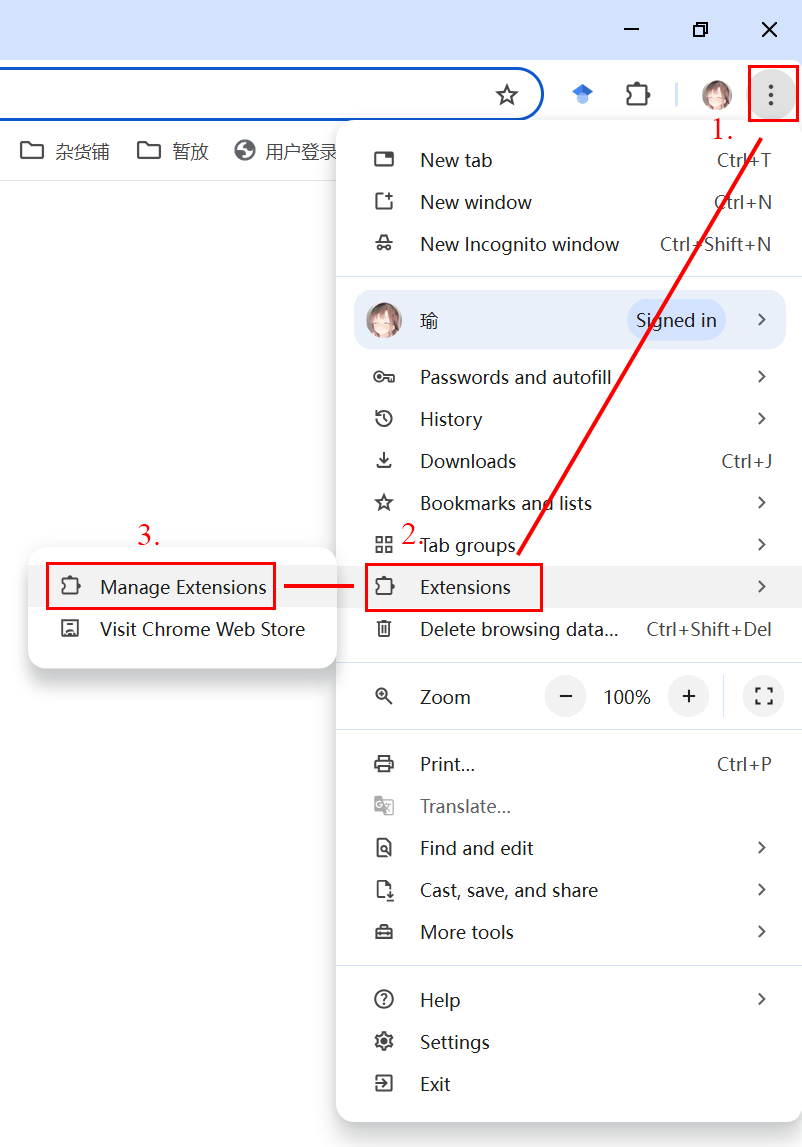 1.
杂货铺 暂放 用户登录
New tab Ctrl+T
New window Ctrl+N
New Incognito window Ctrl+Shift+N
瑜 Signed in
Passwords and autofill
History
Downloads Ctrl+J
Bookmarks and lists
2.
Tab groups
3.
Manage Extensions
Extensions
Visit Chrome Web Store
Delete browsing data... Ctrl+Shift+Del
Zoom − 100% +
Print... Ctrl+P
Translate...
Find and edit
Cast, save, and share
More tools
Help
Settings
Exit